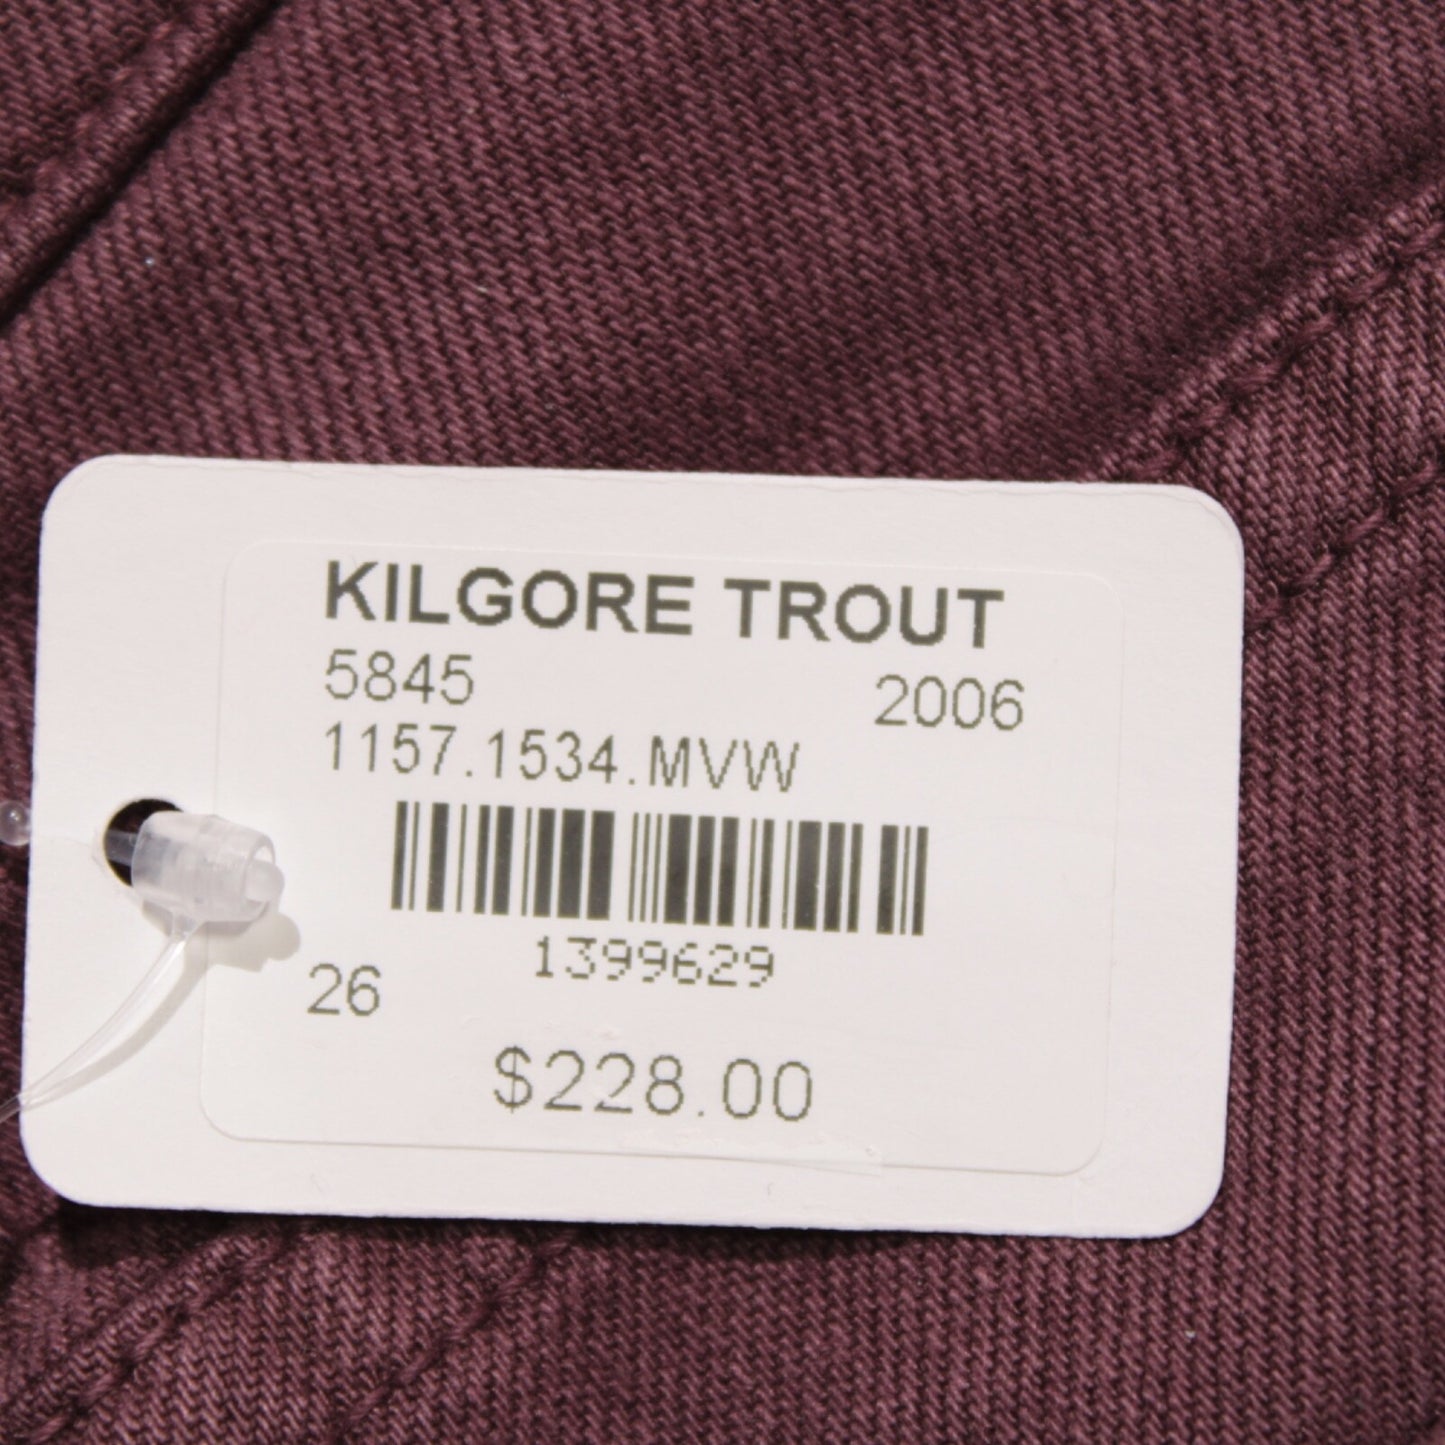 KILGORE TROUT
5845 2006
1157.1534.MVW
1399629
26
$228.00